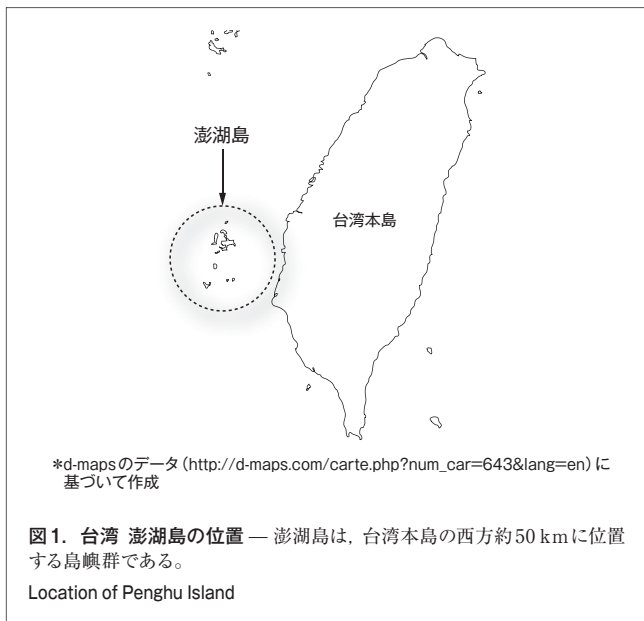 澎湖島
台湾本島
*d-mapsのデータ(http://d-maps.com/carte.php?num_car=643&lang=en)に
基づいて作成
図1. 台湾 澎湖島の位置 — 澎湖島は，台湾本島の西方約50 kmに位置
する島嶼群である。
Location of Penghu Island